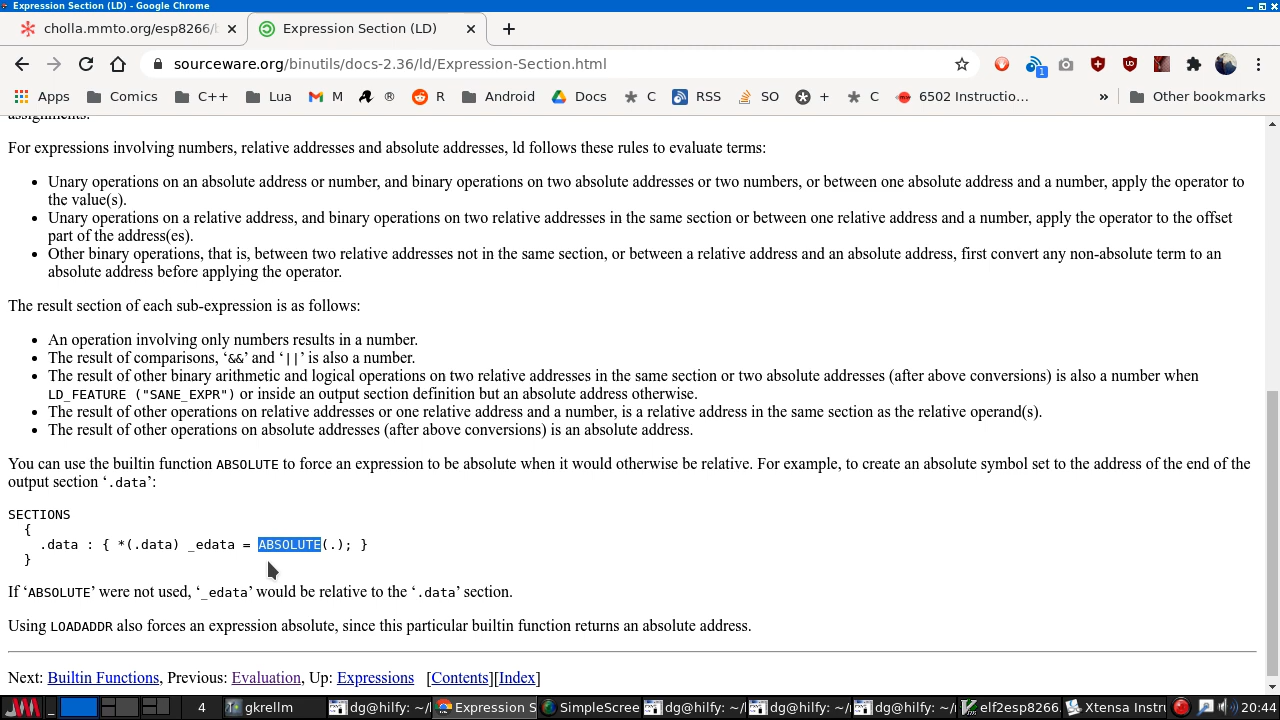 Expression Section (LD) - Google Chrome
cholla.mmto.org/esp8266/b
Expression Section (LD)
sourceware.org/binutils/docs-2.36/ld/Expression-Section.html
1
Apps Comics C++ Lua M ® R Android Docs C RSS SO + C 6502 Instructio… » Other bookmarks
assignments.
For expressions involving numbers, relative addresses and absolute addresses, ld follows these rules to evaluate terms:
• Unary operations on an absolute address or number, and binary operations on two absolute addresses or two numbers, or between one absolute address and a number, apply the operator to
the value(s).
• Unary operations on a relative address, and binary operations on two relative addresses in the same section or between one relative address and a number, apply the operator to the offset
part of the address(es).
• Other binary operations, that is, between two relative addresses not in the same section, or between a relative address and an absolute address, first convert any non-absolute term to an
absolute address before applying the operator.
The result section of each sub-expression is as follows:
• An operation involving only numbers results in a number.
• The result of comparisons, ‘&&’ and ‘||’ is also a number.
• The result of other binary arithmetic and logical operations on two relative addresses in the same section or two absolute addresses (after above conversions) is also a number when
LD_FEATURE ("SANE_EXPR") or inside an output section definition but an absolute address otherwise.
• The result of other operations on relative addresses or one relative address and a number, is a relative address in the same section as the relative operand(s).
• The result of other operations on absolute addresses (after above conversions) is an absolute address.
You can use the builtin function ABSOLUTE to force an expression to be absolute when it would otherwise be relative. For example, to create an absolute symbol set to the address of the end of the
output section ‘.data’:
SECTIONS
{
.data : { *(.data) _edata = ABSOLUTE(.); }
}
If ‘ABSOLUTE’ were not used, ‘_edata’ would be relative to the ‘.data’ section.
Using LOADADDR also forces an expression absolute, since this particular builtin function returns an absolute address.
Next: Builtin Functions, Previous: Evaluation, Up: Expressions [Contents][Index]
_ 4 gkrellm dg@hilfy: ~/ Expression S SimpleScree dg@hilfy: ~/ dg@hilfy: ~/ dg@hilfy: ~/ elf2esp8266. Xtensa Instr 20:44